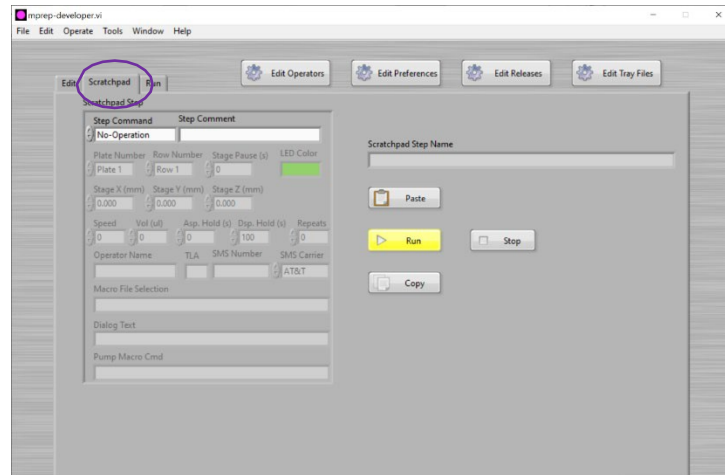 mprep-developer.vi
File Edit Operate Tools Window Help
Edit Operators Edit Preferences Edit Releases Edit Tray Files
Edit Scratchpad Run
Scratchpad Step
Step Command Step Comment
No-Operation
Plate Number Row Number Stage Pause (s) LED Color
Plate 1 Row 1 0
Stage X (mm) Stage Y (mm) Stage Z (mm)
0.000 0.000 0.000
Speed Vol (ul) Asp. Hold (s) Dsp. Hold (s) Repeats
0 0 0 100 0
Operator Name TLA SMS Number SMS Carrier
AT&T
Macro File Selection
Dialog Text
Pump Macro Cmd
Scratchpad Step Name
Paste
Run Stop
Copy